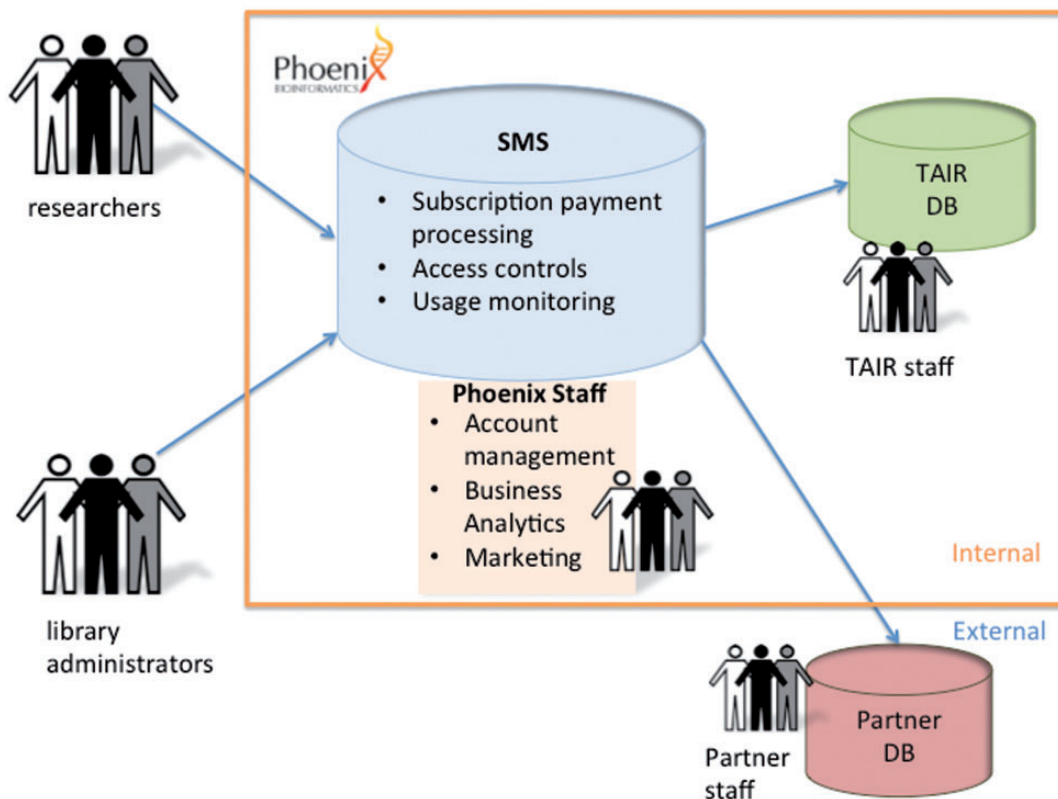 Phoenix
BIOINFORMATICS
SMS
• Subscription payment
processing
• Access controls
• Usage monitoring
researchers
TAIR
DB
TAIR staff
Phoenix Staff
• Account
management
• Business
Analytics
• Marketing
library
administrators
Internal
External
Partner
DB
Partner
staff